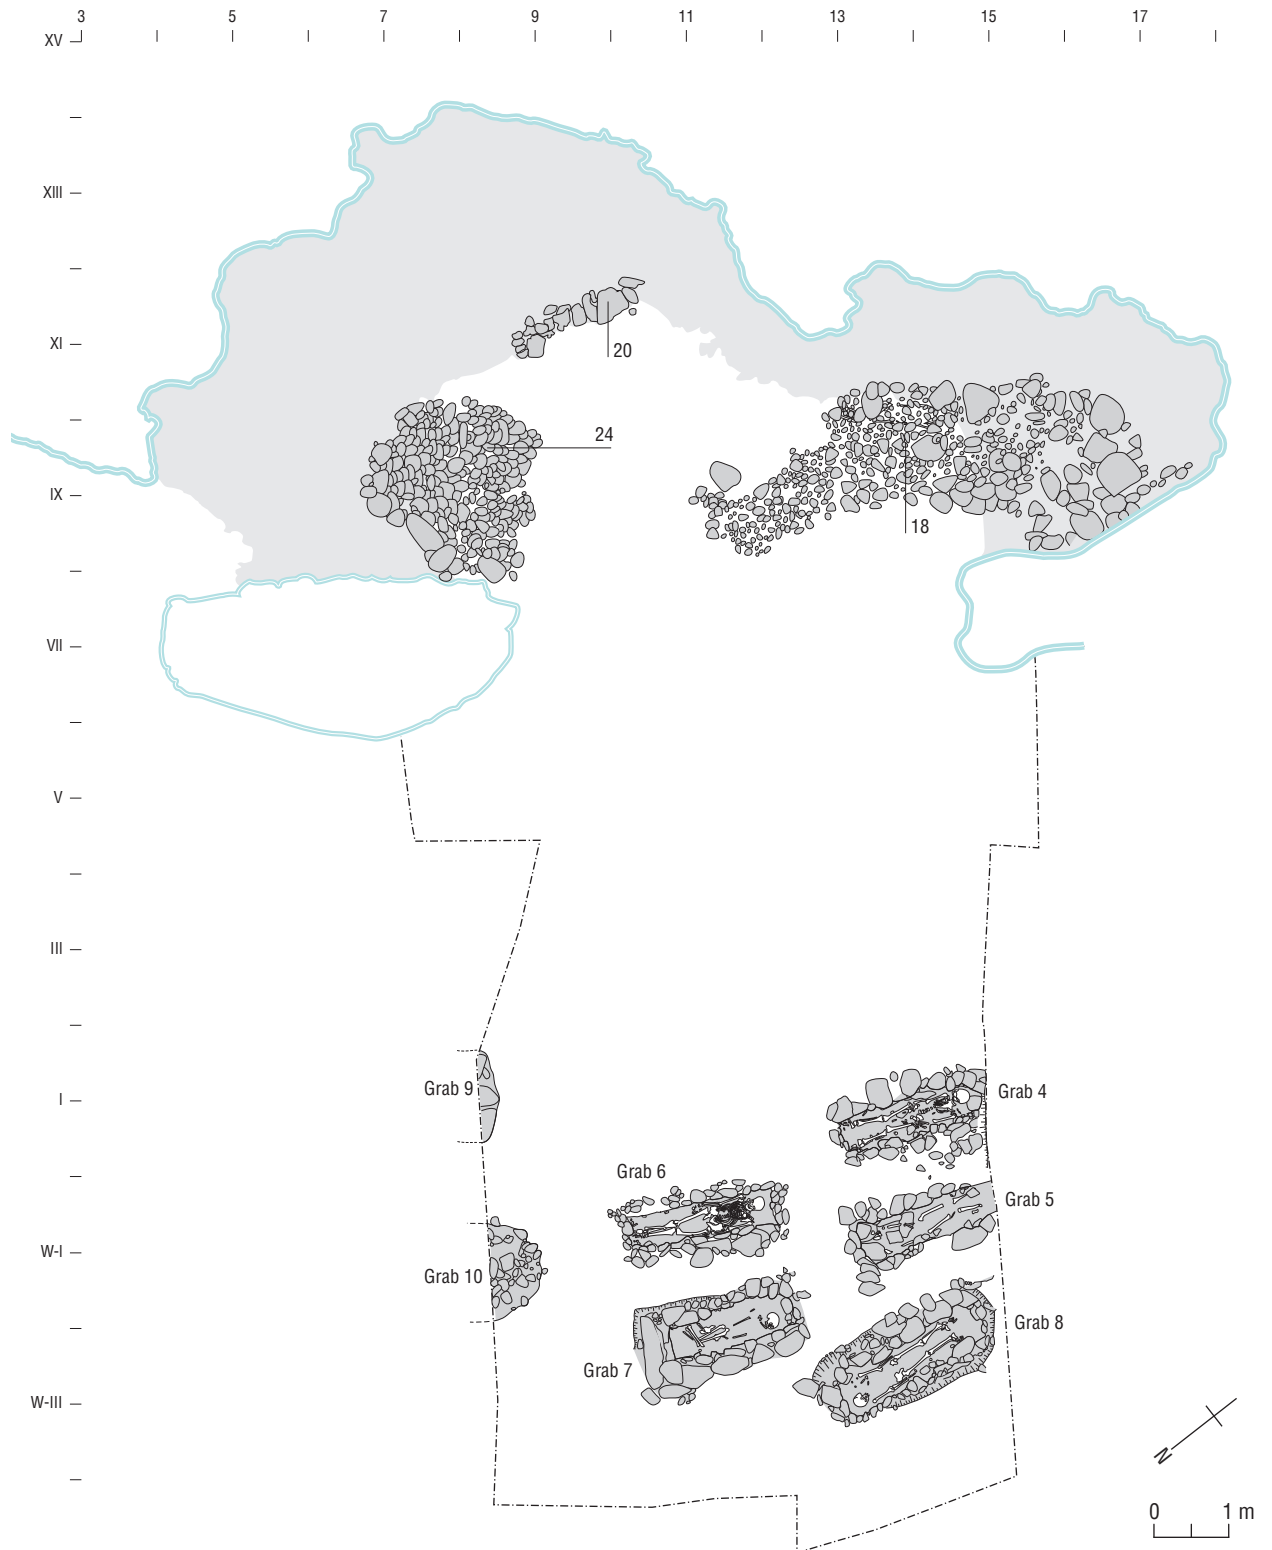 3 5 7 9 11 13 15 17
XV
XIII
XI
20
24
IX
18
VII
V
III
Grab 9
Grab 4
I
Grab 6
Grab 5
W-I
Grab 10
Grab 8
Grab 7
W-III
N
0 1 m